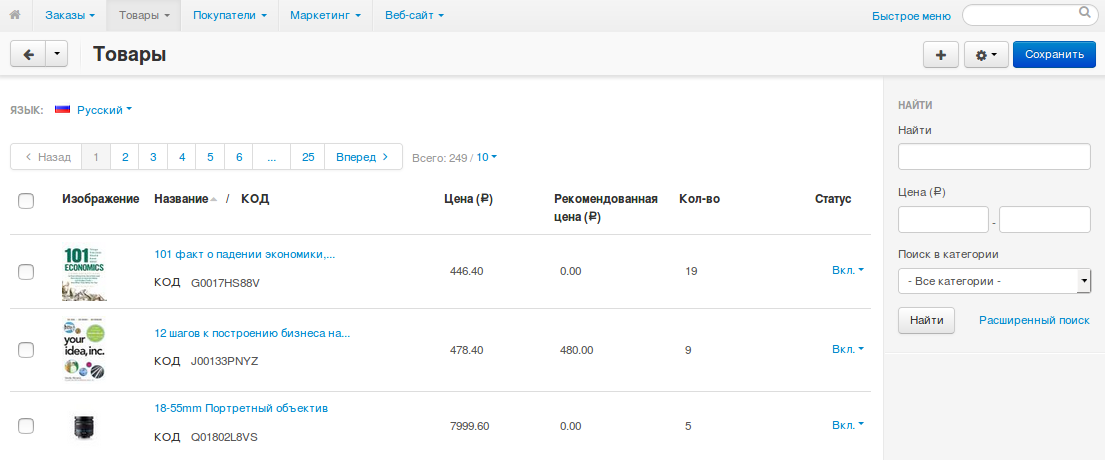 Заказы Товары Покупатели Маркетинг Веб-сайт Быстрое меню
Товары Сохранить
ЯЗЫК: Русский
НАЙТИ
Найти
Назад 1 2 3 4 5 6 ... 25 Вперед Всего: 249 / 10
Изображение Название / КОД Цена (₽) Рекомендованная цена (₽) Кол-во Статус
Цена (₽)
-
101 ECONOMICS
101 факт о падении экономики,... 446.40 0.00 19 Вкл.
КОД G0017HS88V
Поиск в категории
- Все категории -
Найти Расширенный поиск
your idea, inc.
12 шагов к построению бизнеса на... 478.40 480.00 9 Вкл.
КОД J00133PNYZ
18-55mm Портретный объектив 7999.60 0.00 5 Вкл.
КОД Q01802L8VS